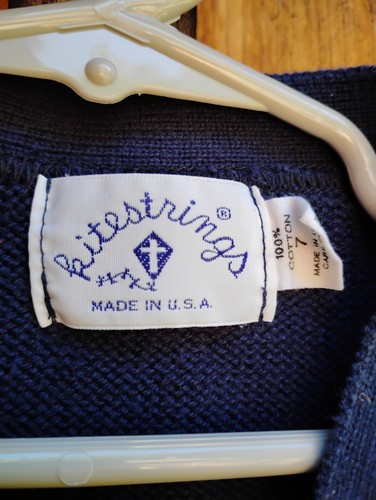 kitestrings®
MADE IN U.S.A.
100%
COTTON
7
MADE IN